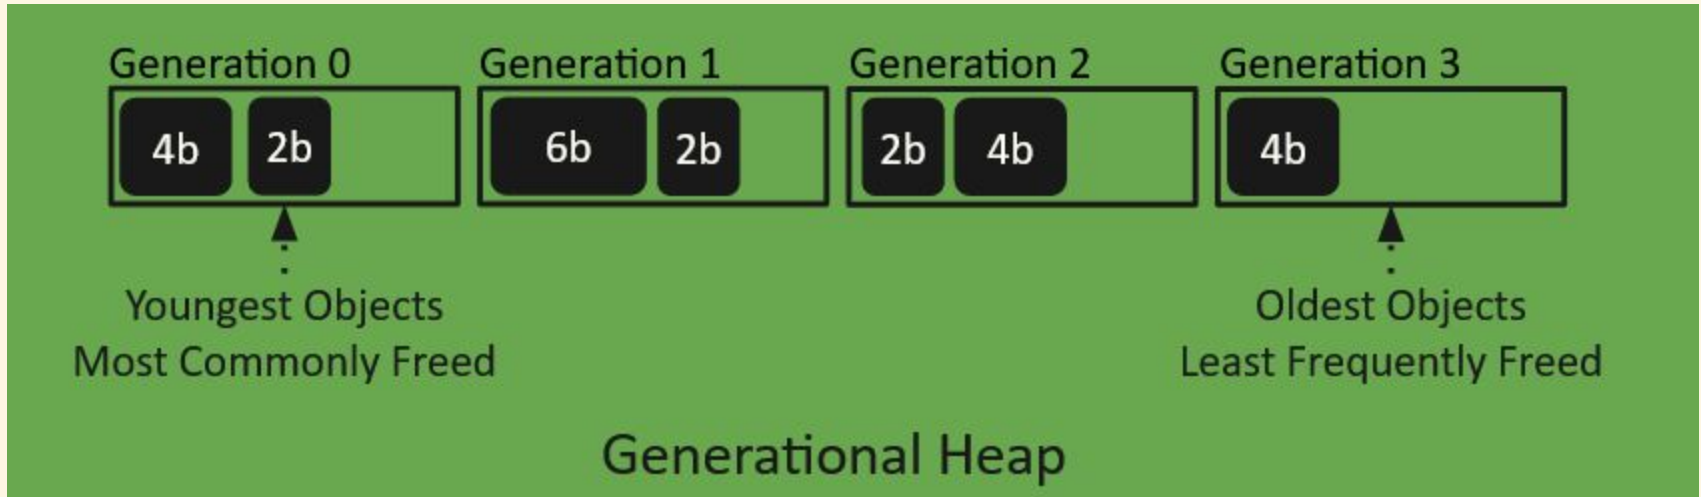 Generation 0
Generation 1
Generation 2
Generation 3
4b
2b
6b
2b
2b
4b
4b
Youngest Objects
Most Commonly Freed
Oldest Objects
Least Frequently Freed
Generational Heap